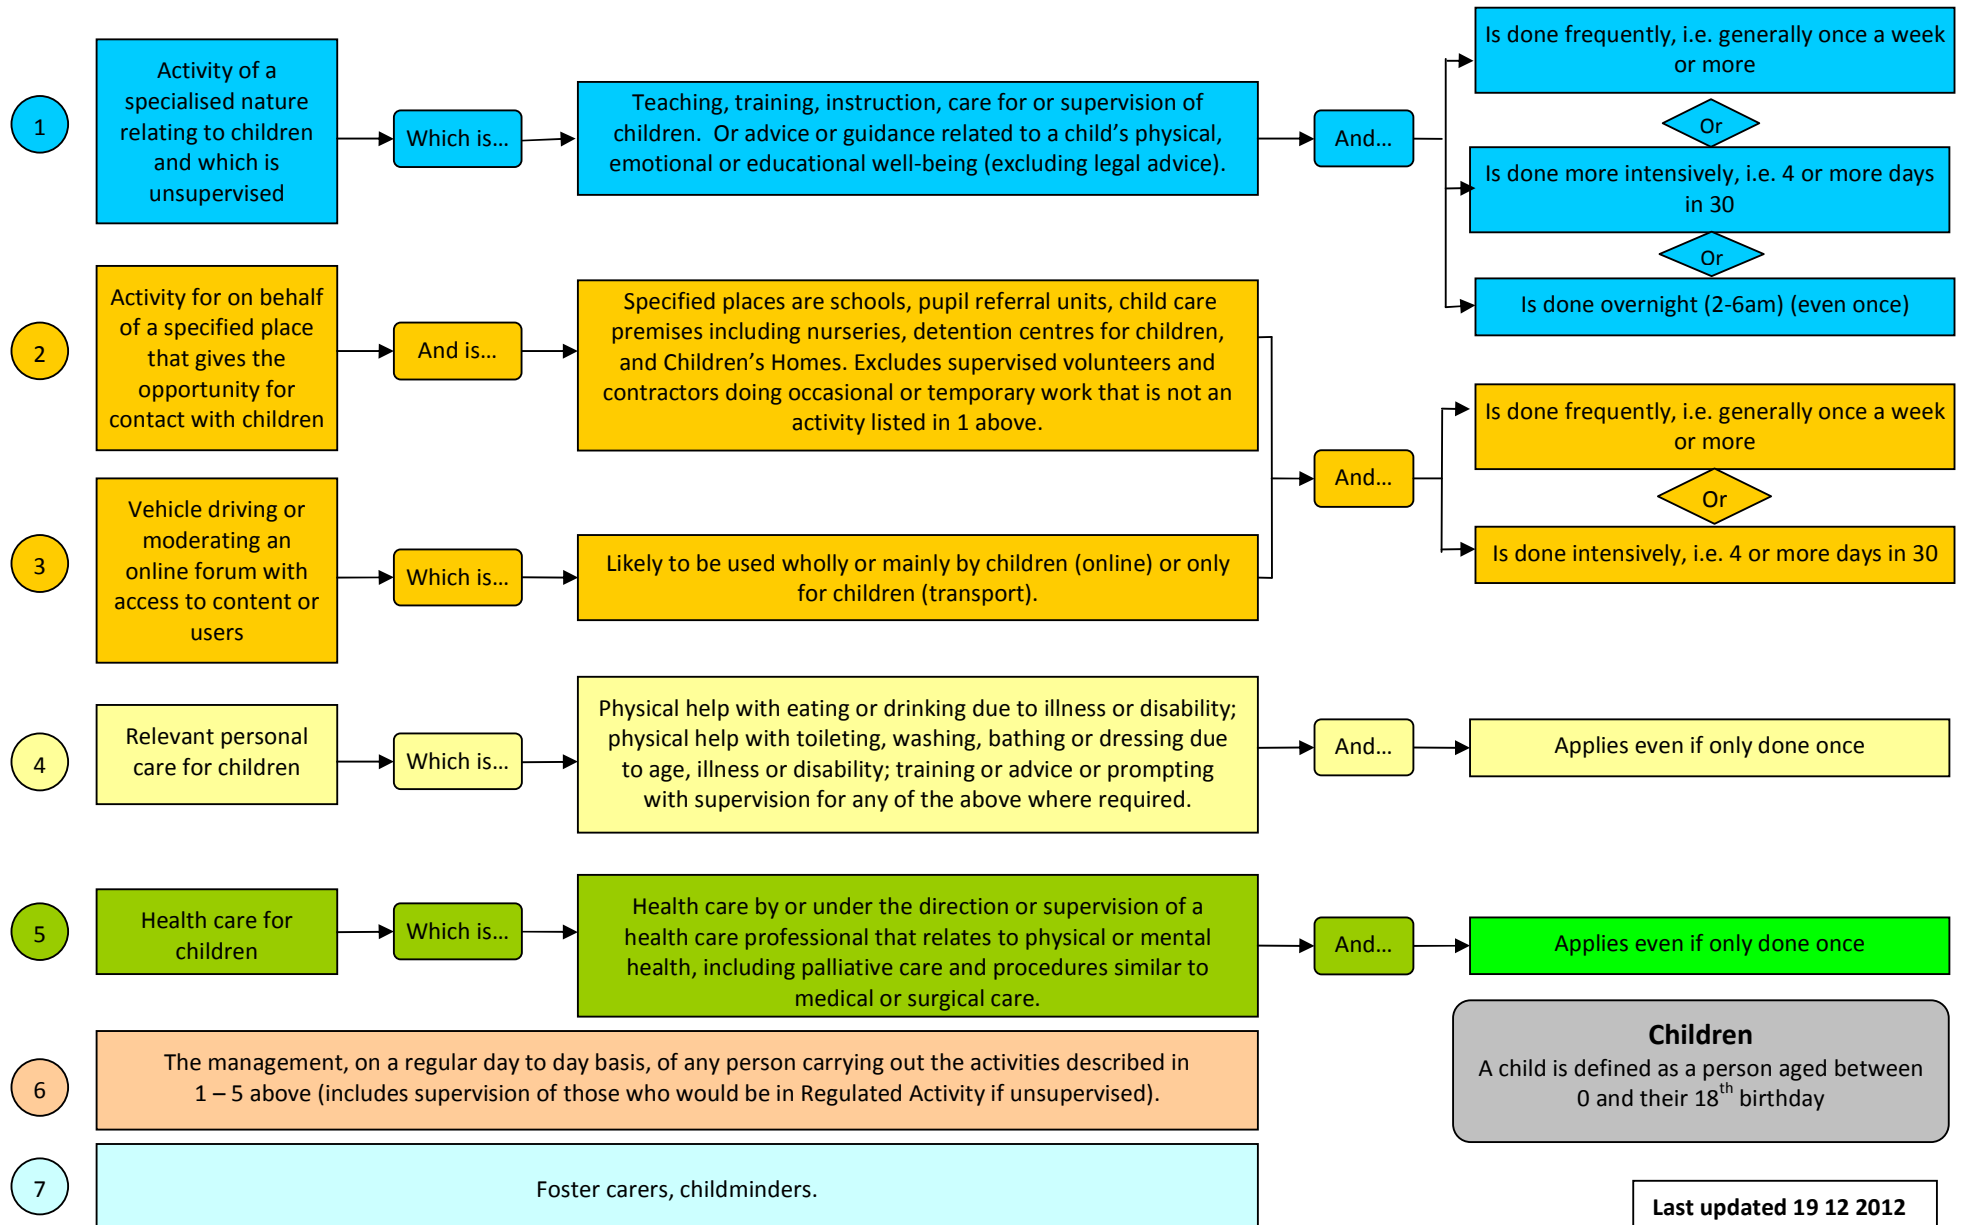 1
Activity of a
specialised nature
relating to children
and which is
unsupervised
Which is...
Teaching, training, instruction, care for or supervision of
children.  Or advice or guidance related to a child’s physical,
emotional or educational well-being (excluding legal advice).
And...
Is done frequently, i.e. generally once a week
or more
Or
Is done more intensively, i.e. 4 or more days
in 30
Or
Is done overnight (2-6am) (even once)
2
Activity for on behalf
of a specified place
that gives the
opportunity for
contact with children
And is...
Specified places are schools, pupil referral units, child care
premises including nurseries, detention centres for children,
and Children’s Homes. Excludes supervised volunteers and
contractors doing occasional or temporary work that is not an
activity listed in 1 above.
3
Vehicle driving or
moderating an
online forum with
access to content or
users
Which is...
Likely to be used wholly or mainly by children (online) or only
for children (transport).
And...
Is done frequently, i.e. generally once a week
or more
Or
Is done intensively, i.e. 4 or more days in 30
4
Relevant personal
care for children
Which is...
Physical help with eating or drinking due to illness or disability;
physical help with toileting, washing, bathing or dressing due
to age, illness or disability; training or advice or prompting
with supervision for any of the above where required.
And...
Applies even if only done once
5
Health care for
children
Which is...
Health care by or under the direction or supervision of a
health care professional that relates to physical or mental
health, including palliative care and procedures similar to
medical or surgical care.
And...
Applies even if only done once
6
The management, on a regular day to day basis, of any person carrying out the activities described in
1 – 5 above (includes supervision of those who would be in Regulated Activity if unsupervised).
Children
A child is defined as a person aged between
0 and their 18th birthday
7
Foster carers, childminders.
Last updated 19 12 2012